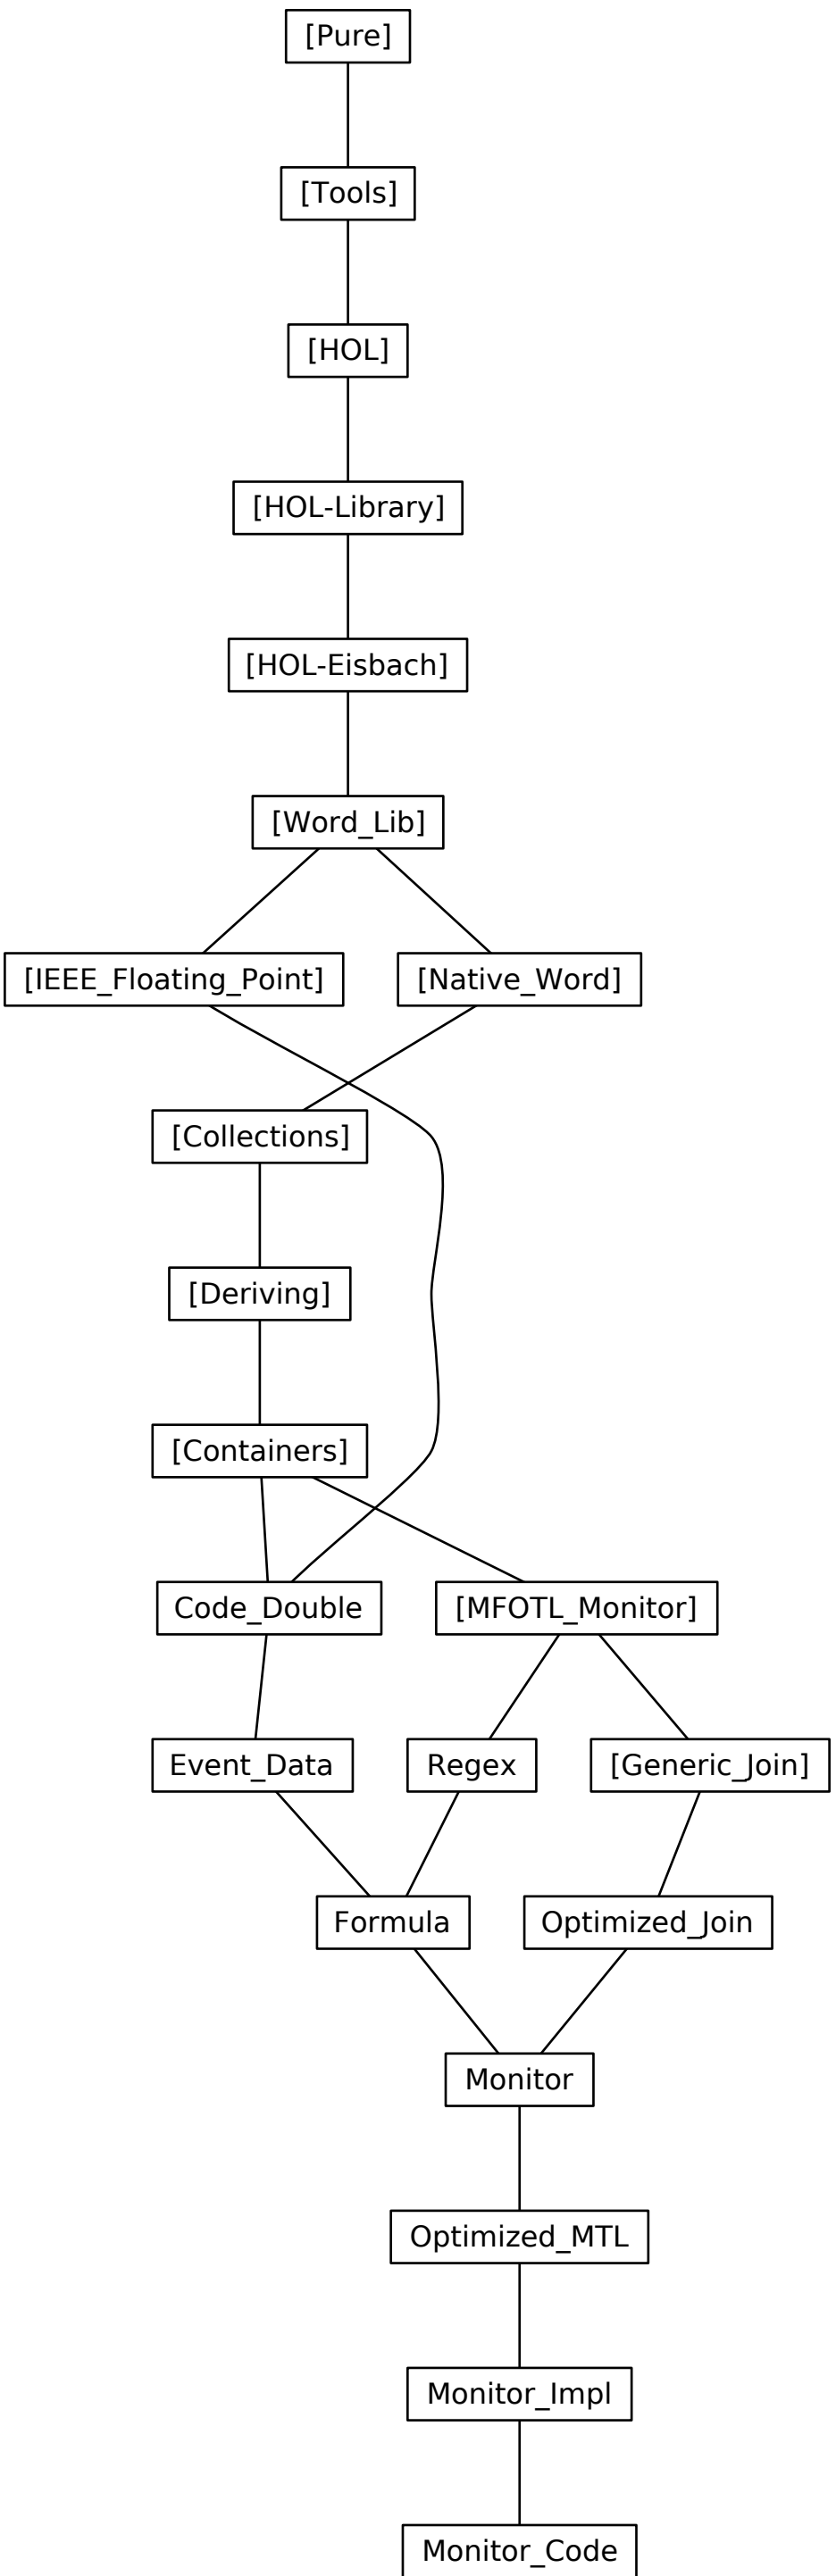 [Pure]
[Tools]
[HOL]
[HOL-Library]
[HOL-Eisbach]
[Word_Lib]
[IEEE_Floating_Point]
[Native_Word]
[Collections]
[Deriving]
[Containers]
Code_Double
[MFOTL_Monitor]
Event_Data
Regex
[Generic_Join]
Formula
Optimized_Join
Monitor
Optimized_MTL
Monitor_Impl
Monitor_Code